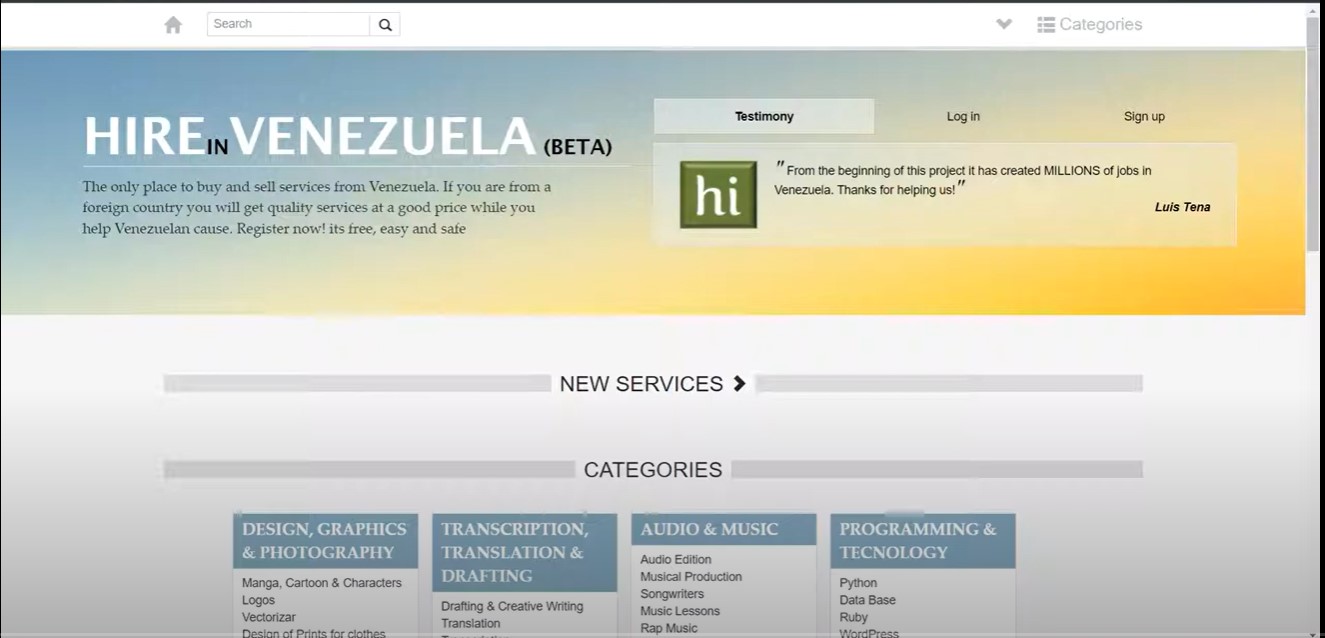 Search
Categories
HIRE IN VENEZUELA (BETA)
The only place to buy and sell services from Venezuela. If you are from a
foreign country you will get quality services at a good price while you
help Venezuelan cause. Register now! its free, easy and safe
Testimony
Log in
Sign up
hi
"From the beginning of this project it has created MILLIONS of jobs in
Venezuela. Thanks for helping us!"
Luis Tena
NEW SERVICES
CATEGORIES
DESIGN, GRAPHICS
& PHOTOGRAPHY
Manga, Cartoon & Characters
Logos
Vectorizar
Design of Prints for clothes
TRANSCRIPTION,
TRANSLATION &
DRAFTING
Drafting & Creative Writing
Translation
AUDIO & MUSIC
Audio Edition
Musical Production
Songwriters
Music Lessons
Rap Music
PROGRAMMING &
TECNOLOGY
Python
Data Base
Ruby
WordPress